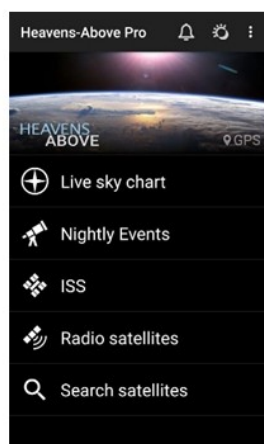 Heavens-Above Pro
HEAVENS
ABOVE
GPS
Live sky chart
Nightly Events
ISS
Radio satellites
Search satellites